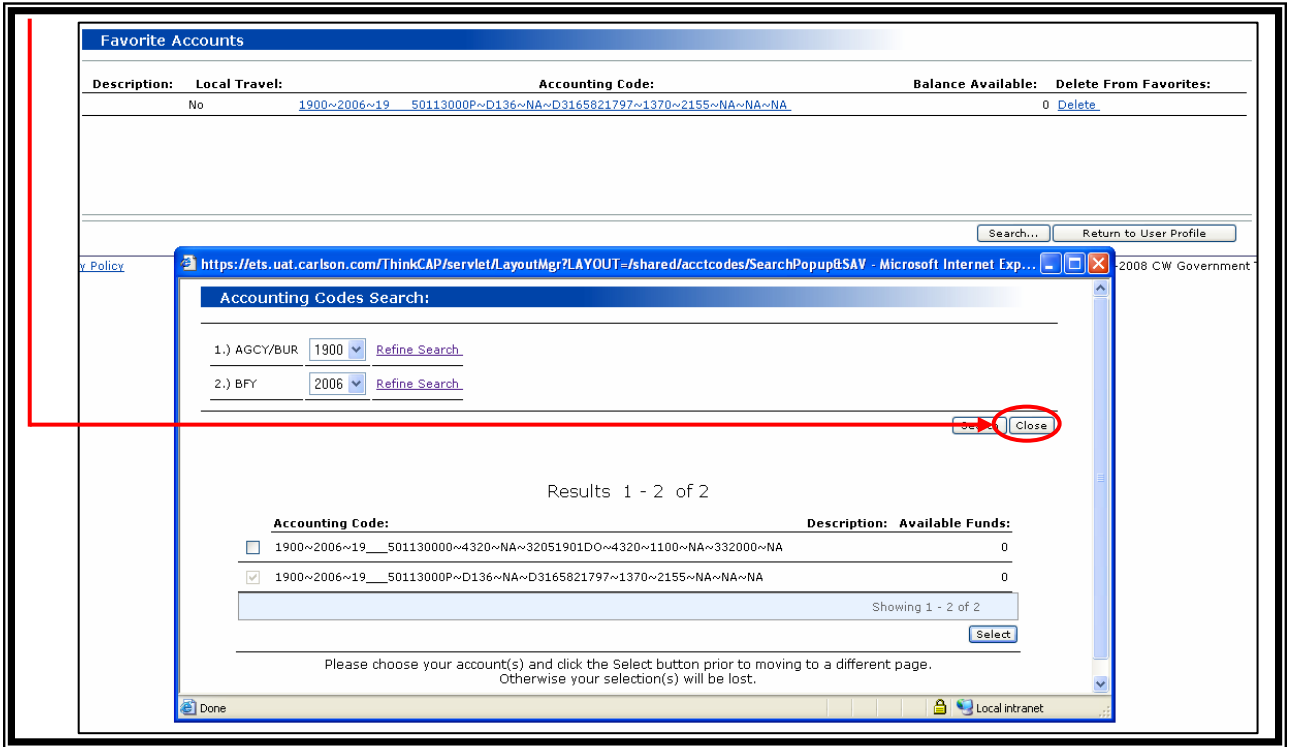 Favorite Accounts
Description: Local Travel: Accounting Code: Balance Available: Delete From Favorites:
No 1900~2006~19___50113000P~D136~NA~D3165821797~1370~2155~NA~NA~NA 0 Delete
Search... Return to User Profile
y Policy
-2008 CW Government
https://ets.uat.carlson.com/ThinkCAP/servlet/LayoutMgr?LAYOUT=/shared/acctcodes/SearchPopup&SAV - Microsoft Internet Exp...
Accounting Codes Search:
1.) AGCY/BUR 1900 Refine Search
2.) BFY 2006 Refine Search
Search Close
Results 1 - 2 of 2
Accounting Code: Description: Available Funds:
1900~2006~19___501130000~4320~NA~32051901DO~4320~1100~NA~332000~NA 0
1900~2006~19___50113000P~D136~NA~D3165821797~1370~2155~NA~NA~NA 0
Showing 1 - 2 of 2
Select
Please choose your account(s) and click the Select button prior to moving to a different page.
Otherwise your selection(s) will be lost.
Done Local intranet